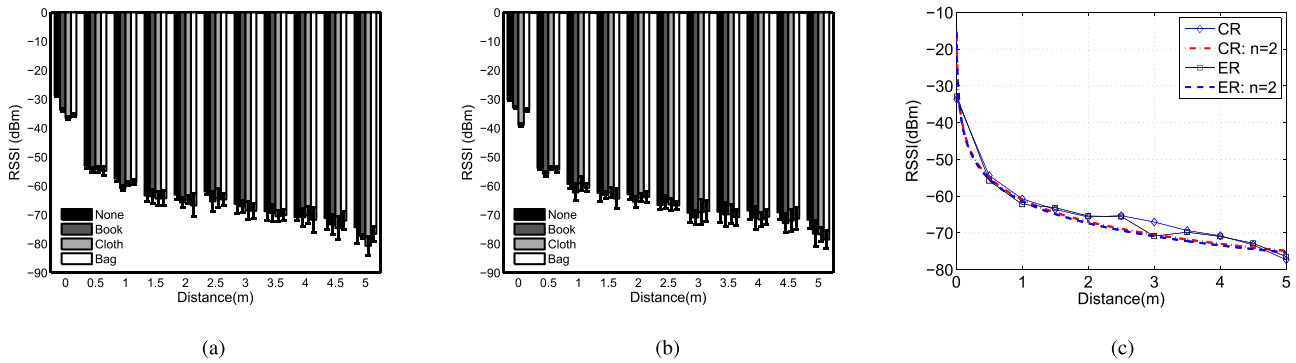 0
−10
−20
−30
−40
−50
−60
−70
−80
−90
RSSI (dBm)
None
Book
Cloth
Bag
0 0.5 1 1.5 2 2.5 3 3.5 4 4.5 5
Distance(m)
(a)
0
−10
−20
−30
−40
−50
−60
−70
−80
−90
RSSI (dBm)
None
Book
Cloth
Bag
0 0.5 1 1.5 2 2.5 3 3.5 4 4.5 5
Distance(m)
(b)
−10
−20
−30
−40
−50
−60
−70
−80
RSSI(dBm)
CR
CR: n=2
ER
ER: n=2
0 1 2 3 4 5
Distance(m)
(c)